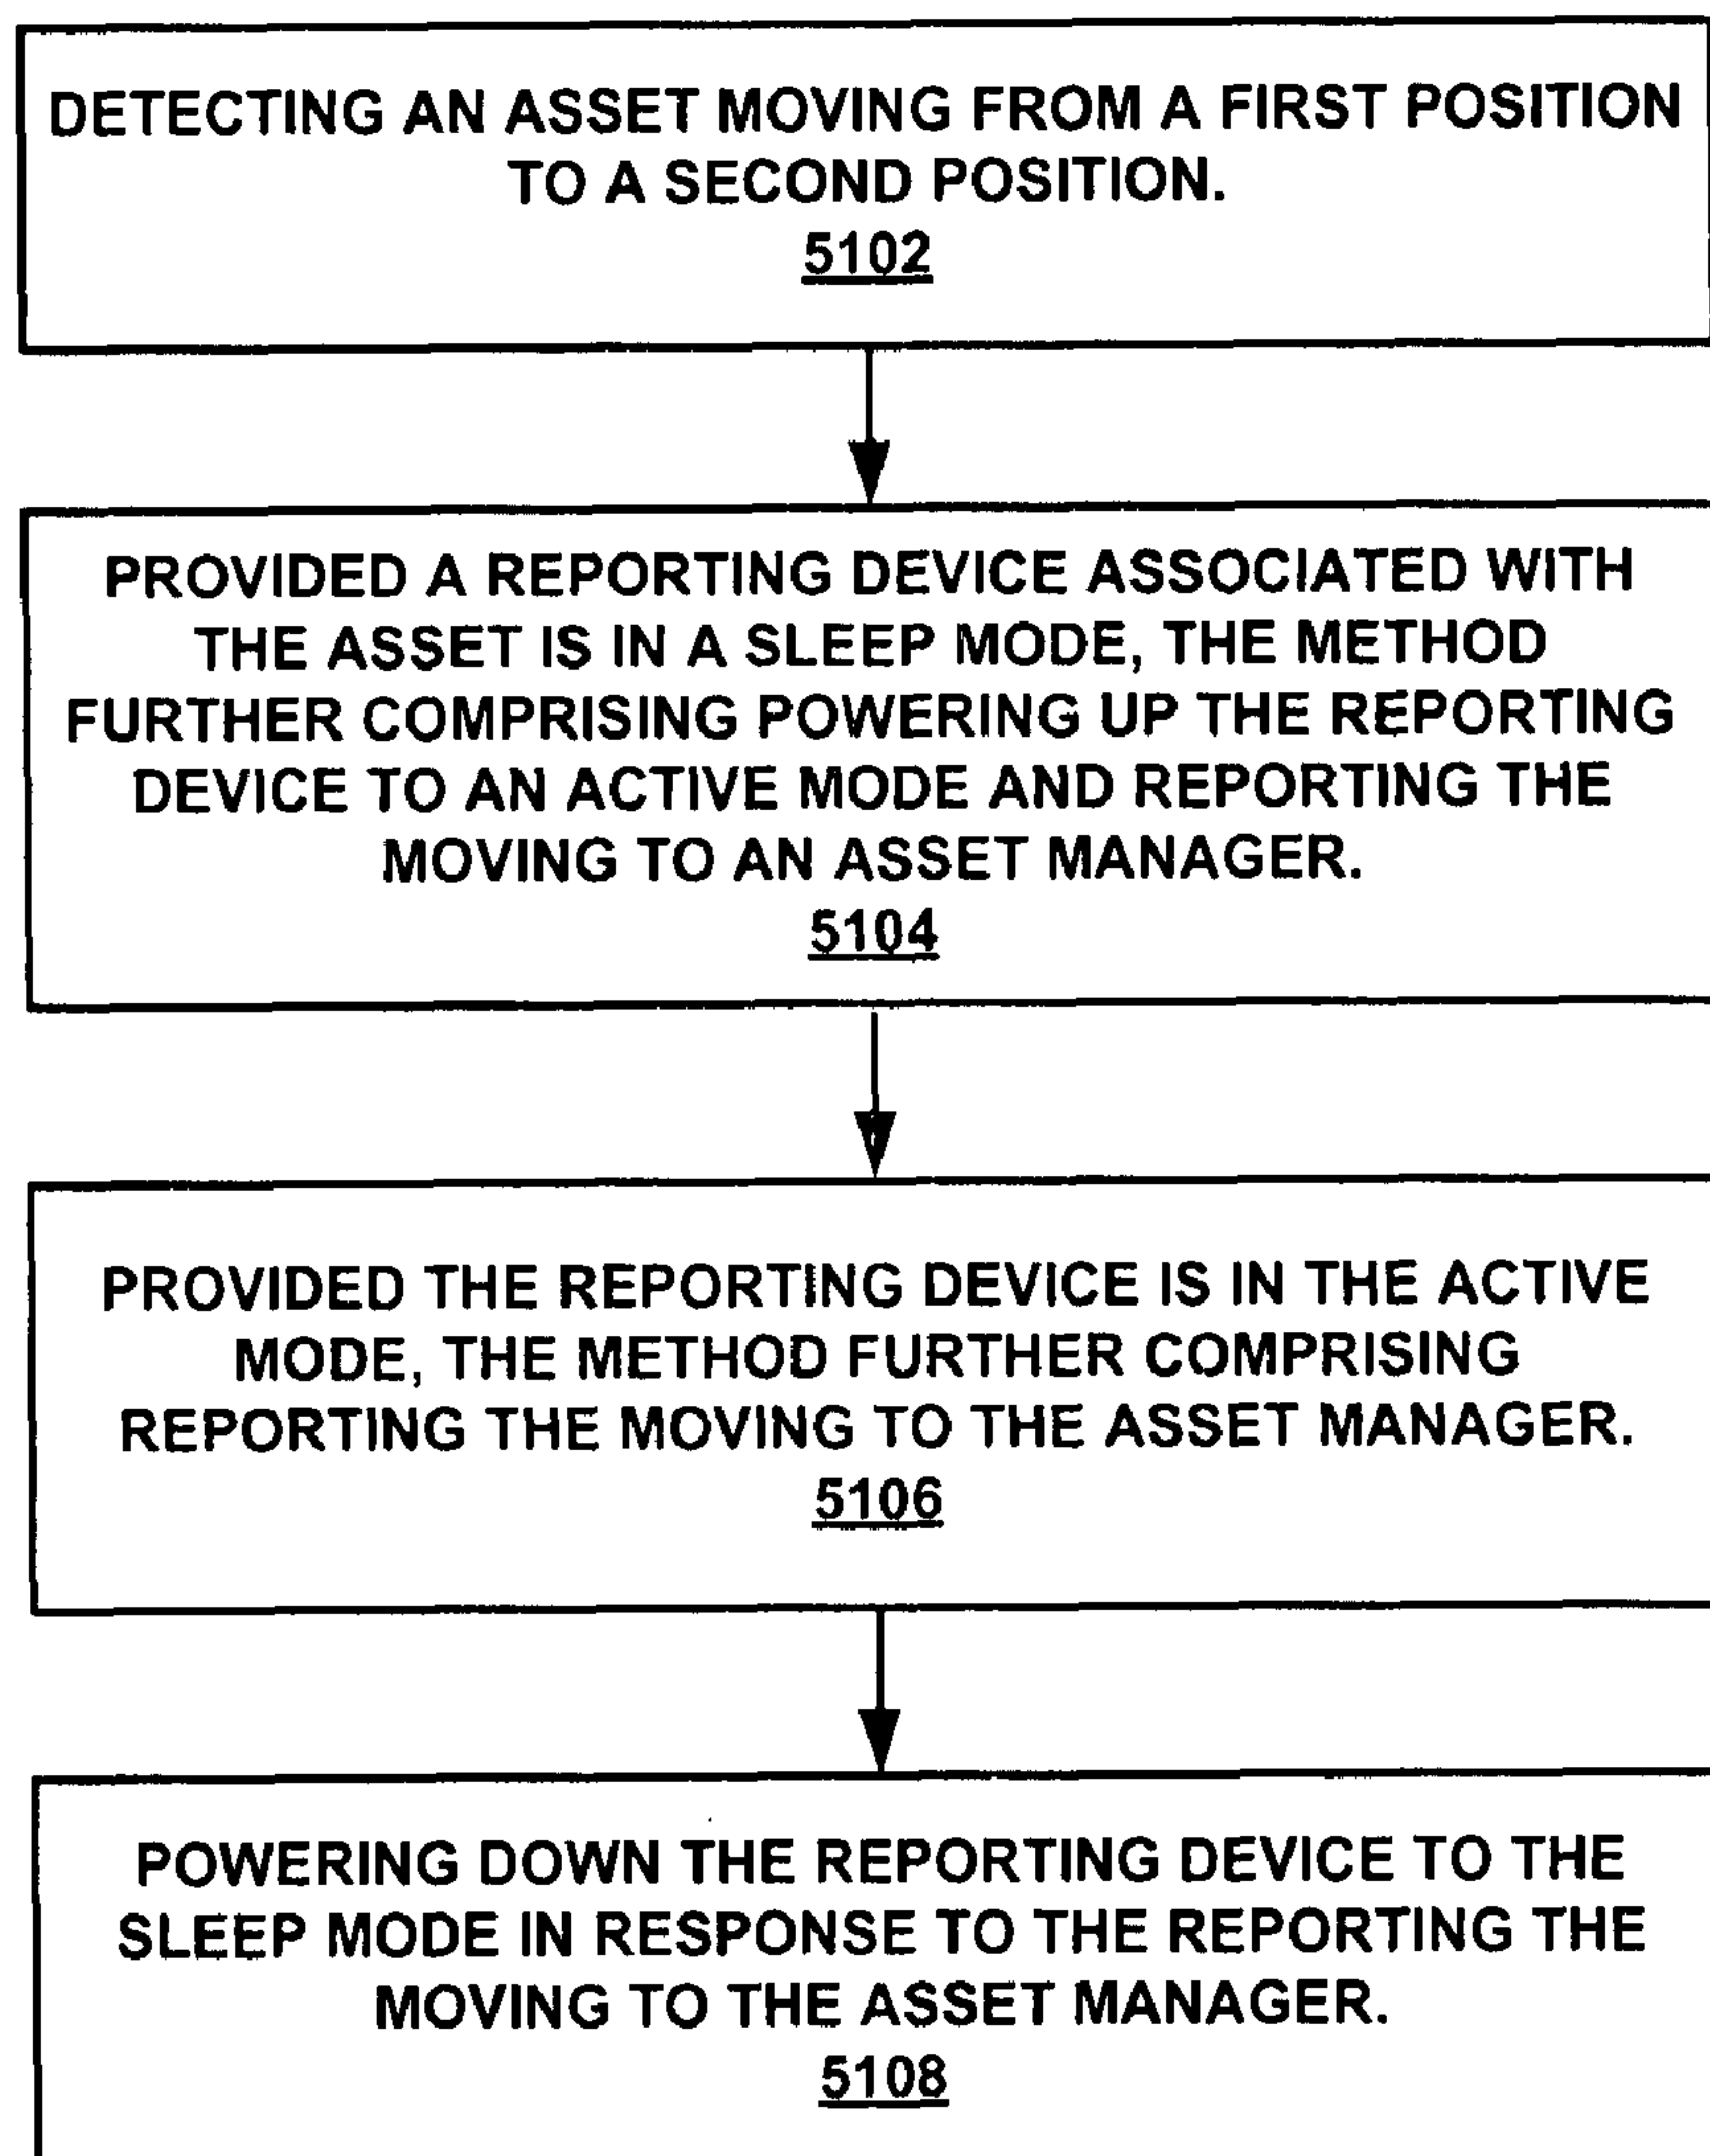 DETECTING AN ASSET MOVING FROM A FIRST POSITION
TO A SECOND POSITION.
5102
PROVIDED A REPORTING DEVICE ASSOCIATED WITH
THE ASSET IS IN A SLEEP MODE, THE METHOD
FURTHER COMPRISING POWERING UP THE REPORTING
DEVICE TO AN ACTIVE MODE AND REPORTING THE
MOVING TO AN ASSET MANAGER.
5104
PROVIDED THE REPORTING DEVICE IS IN THE ACTIVE
MODE, THE METHOD FURTHER COMPRISING
REPORTING THE MOVING TO THE ASSET MANAGER.
5106
POWERING DOWN THE REPORTING DEVICE TO THE
SLEEP MODE IN RESPONSE TO THE REPORTING THE
MOVING TO THE ASSET MANAGER.
5108